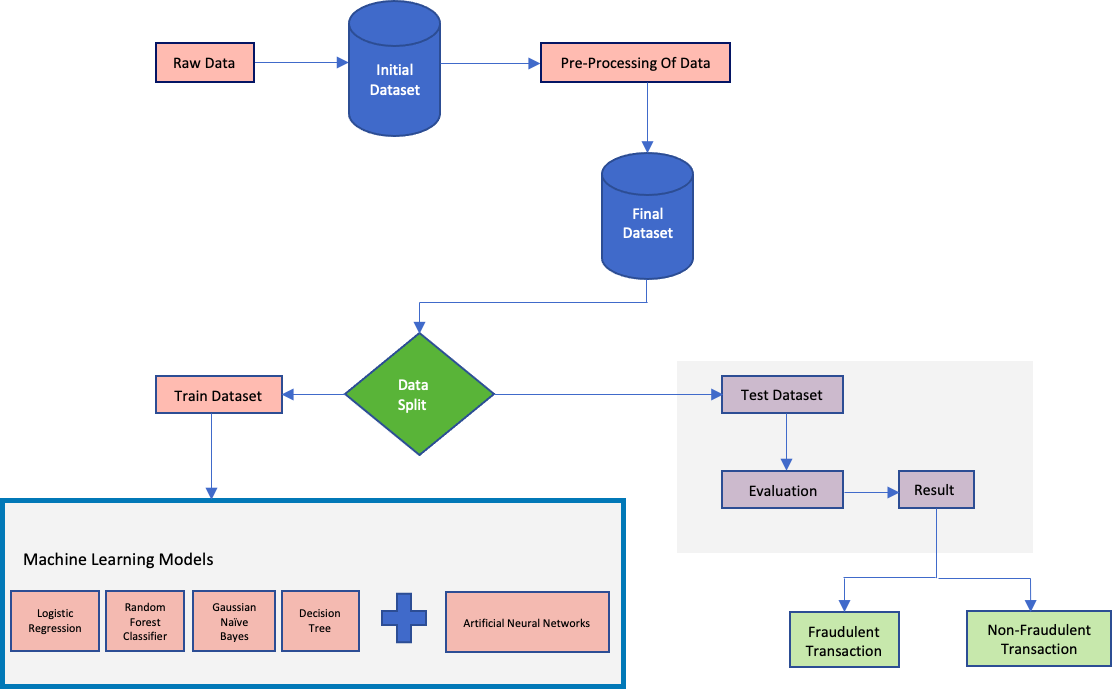 Raw Data
Initial
Dataset
Pre-Processing Of Data
Final
Dataset
Data
Split
Train Dataset
Test Dataset
Evaluation
Result
Machine Learning Models
Logistic
Regression
Random
Forest
Classifier
Gaussian
Naïve
Bayes
Decision
Tree
Artificial Neural Networks
Fraudulent
Transaction
Non-Fraudulent
Transaction